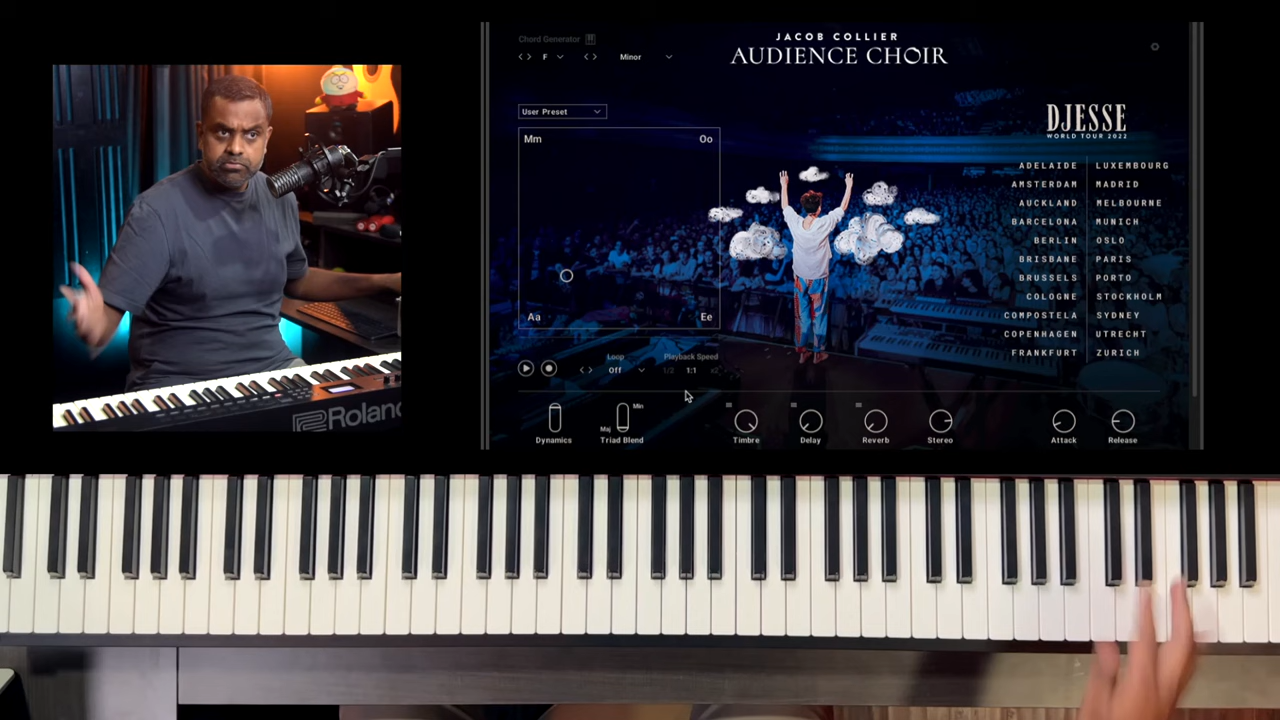 Chord Generator
F
Minor
JACOB COLLIER
AUDIENCE CHOIR
User Preset
Mm
Oo
Aa
Ee
DJESSE
WORLD TOUR 2022
ADELAIDE LUXEMBOURG
AMSTERDAM MADRID
AUCKLAND MELBOURNE
BARCELONA MUNICH
BERLIN OSLO
BRISBANE PARIS
BRUSSELS PORTO
COLOGNE STOCKHOLM
COMPOSTELA SYDNEY
COPENHAGEN UTRECHT
FRANKFURT ZURICH
Loop
Off
Playback Speed
1/2 1:1 x2
Dynamics
Maj
Min
Triad Blend
Timbre
Delay
Reverb
Stereo
Attack
Release
Roland